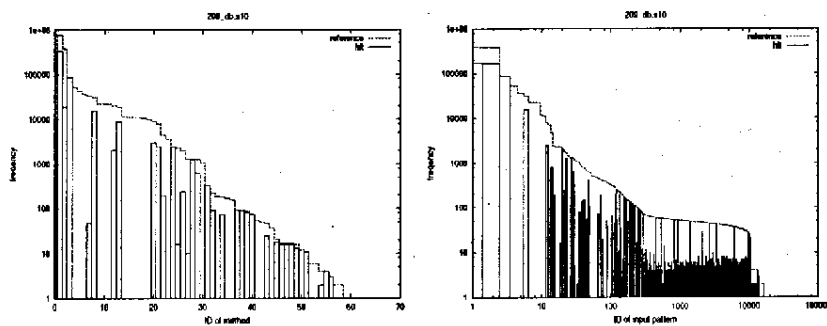 209_db.s10
reference
hit
1e+06
100000
10000
1000
100
10
1
frequency
0
10
20
30
40
50
60
70
ID of method
209_db.s10
reference
hit
1e+06
100000
10000
1000
100
10
1
frequency
1
10
100
1000
10000
100000
ID of input pattern